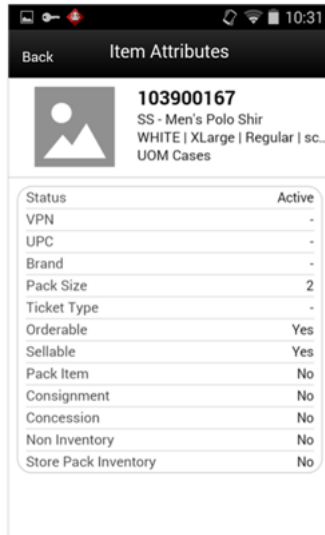 10:31
Back
Item Attributes
103900167
SS - Men's Polo Shir
WHITE | XLarge | Regular | sc..
UOM Cases
Status Active
VPN -
UPC -
Brand -
Pack Size 2
Ticket Type -
Orderable Yes
Sellable Yes
Pack Item No
Consignment No
Concession No
Non Inventory No
Store Pack Inventory No